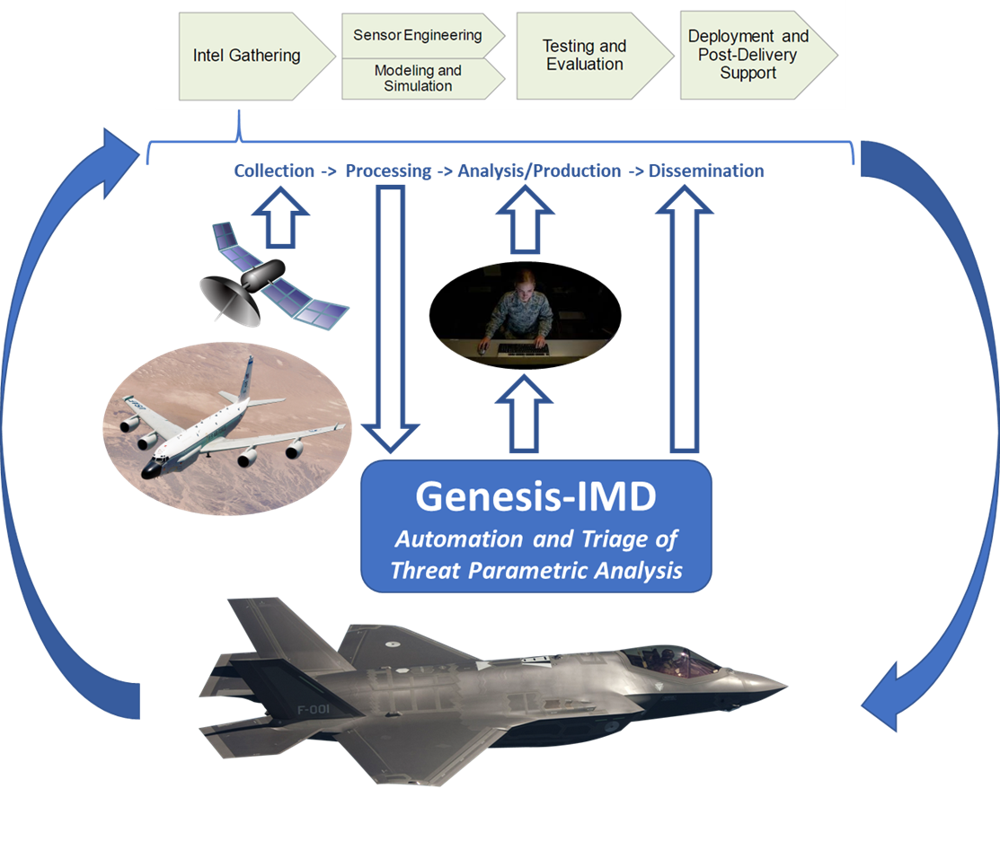 Intel Gathering
Sensor Engineering
Modeling and
Simulation
Testing and
Evaluation
Deployment and
Post-Delivery
Support
Collection -> Processing -> Analysis/Production -> Dissemination
Genesis-IMD
Automation and Triage of
Threat Parametric Analysis
F-001